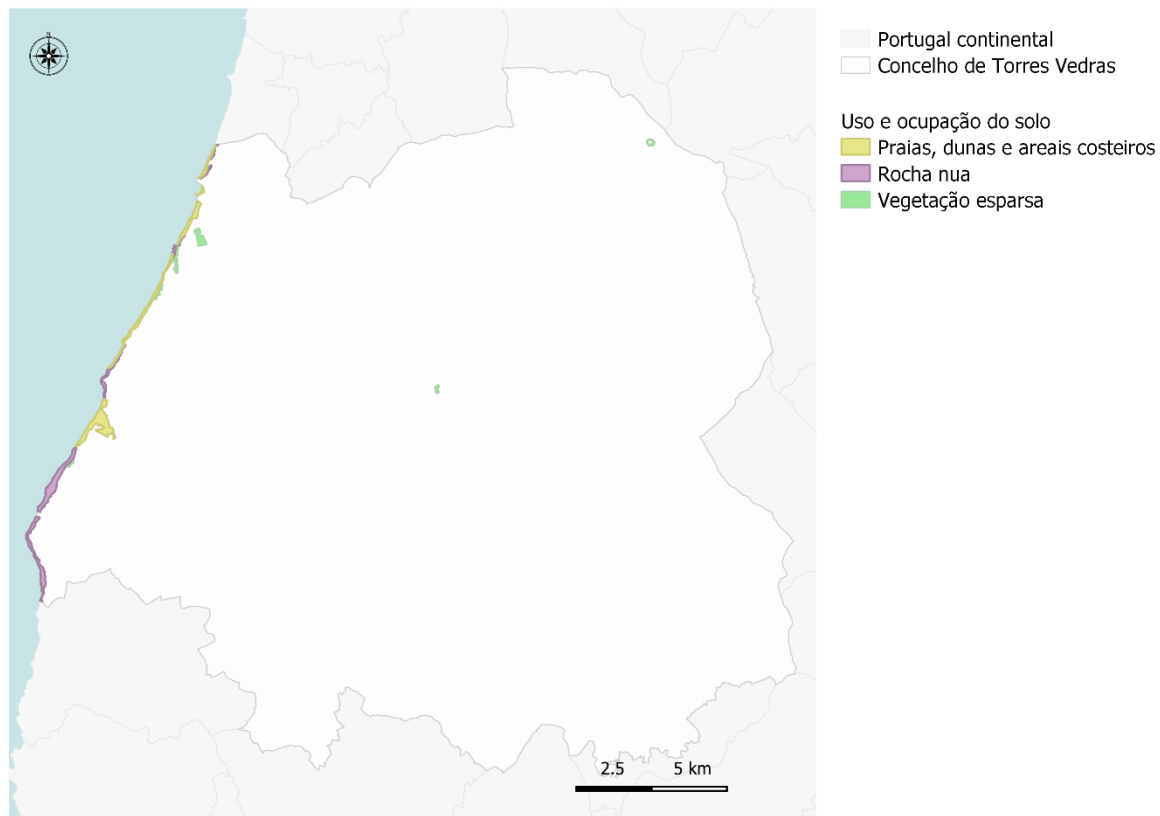 N
Portugal continental
Concelho de Torres Vedras
Uso e ocupação do solo
Praias, dunas e areais costeiros
Rocha nua
Vegetação esparsa
2.5 5 km